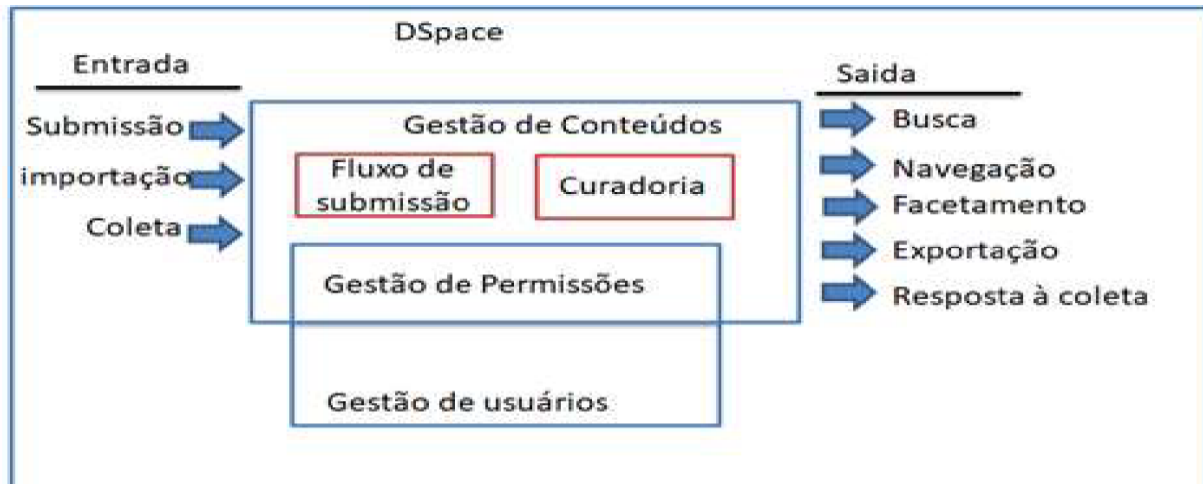 DSpace
Entrada
Submissão
importação
Coleta
Gestão de Conteúdos
Fluxo de
submissão
Curadoria
Gestão de Permissões
Gestão de usuários
Saida
Busca
Navegação
Facetamento
Exportação
Resposta à coleta